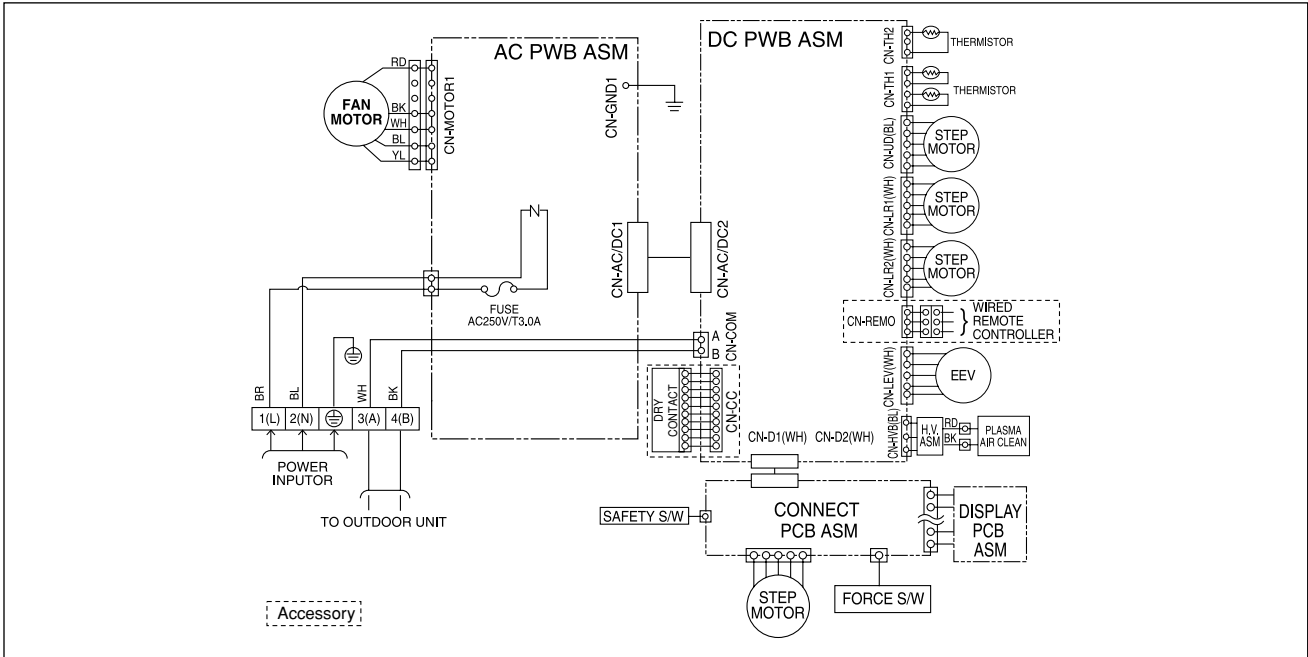 AC PWB ASM
DC PWB ASM
RD
BK
WH
BL
YL
FAN
MOTOR
CN-MOTOR1
CN-GND1
CN-TH2
THERMISTOR
CN-TH1
THERMISTOR
CN-UD(BL)
STEP
MOTOR
CN-LR1(WH)
STEP
MOTOR
CN-LR2(WH)
STEP
MOTOR
N
CN-AC/DC1
CN-AC/DC2
FUSE
AC250V/T3.0A
CN-REMO
WIRED
REMOTE
CONTROLLER
A
B
CN-COM
CN-LEV(WH)
EEV
BR
BL
WH
BK
1(L)
2(N)
3(A)
4(B)
DRY
CONTACT
CN-C.C
CN-HVB(BL)
H.V.
ASM
RD
BK
PLASMA
AIR CLEAN
CN-D1(WH)
CN-D2(WH)
POWER
INPUTOR
TO OUTDOOR UNIT
SAFETY S/W
CONNECT
PCB ASM
DISPLAY
PCB
ASM
STEP
MOTOR
FORCE S/W
Accessory